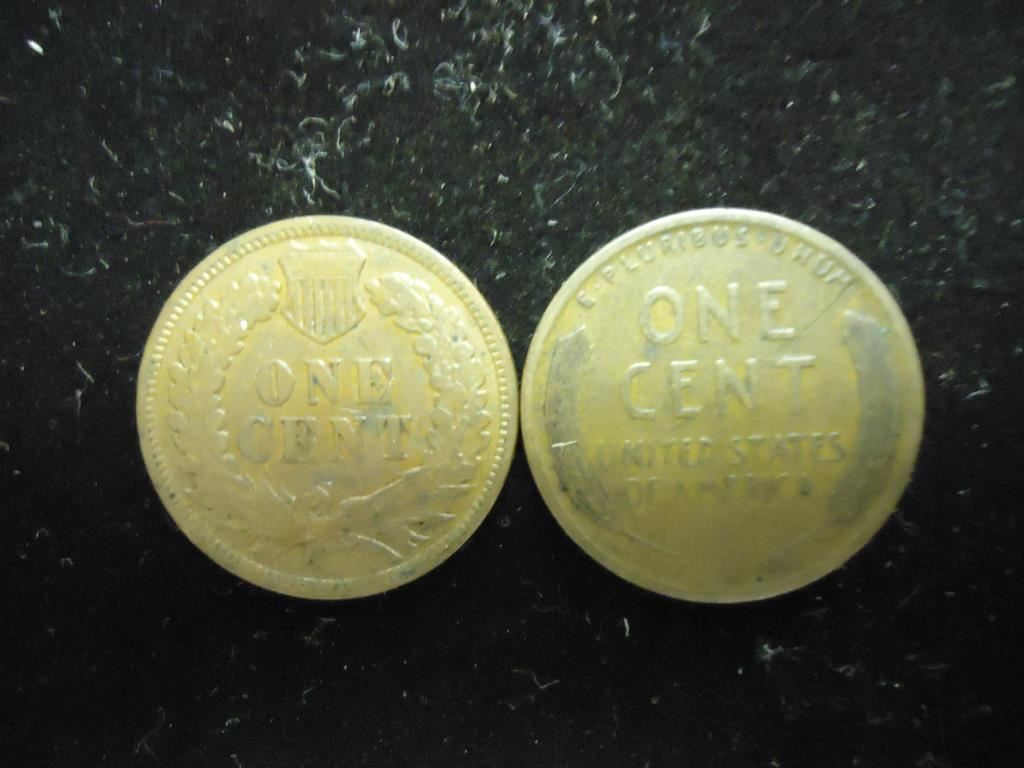 ONE
CENT
E·PLURIBUS·UNUM
ONE
CENT
UNITED STATES
OF AMERICA